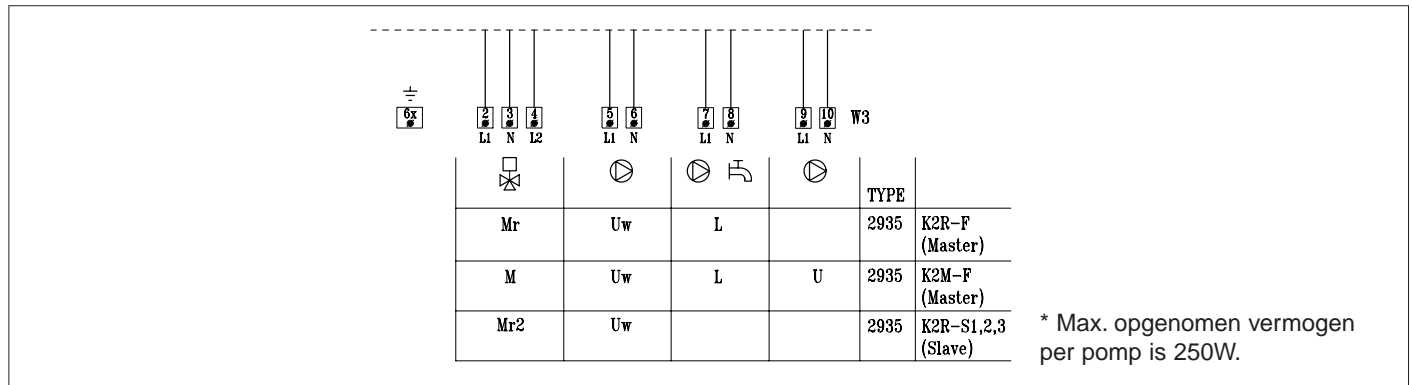 6x 2 3 4 5 6 7 8 9 10 W3
L1 N L2 L1 N L1 N L1 N
TYPE
Mr Uw L 2935 K2R-F
(Master)
M Uw L U 2935 K2M-F
(Master)
Mr2 Uw 2935 K2R-S1,2,3
(Slave)
* Max. opgenomen vermogen
per pomp is 250W.